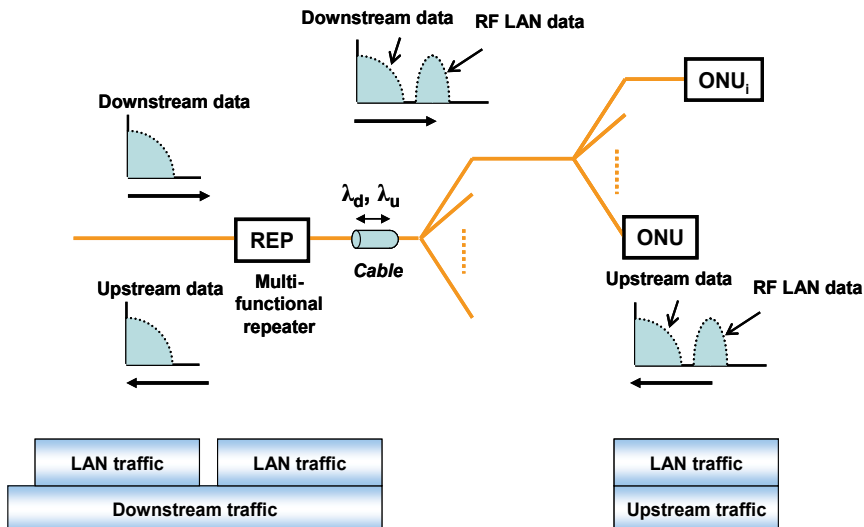 Downstream data
RF LAN data
ONUi
Downstream data
λd, λu
REP
ONU
Cable
Multi-
functional
repeater
Upstream data
Upstream data
RF LAN data
LAN traffic
LAN traffic
LAN traffic
Downstream traffic
Upstream traffic